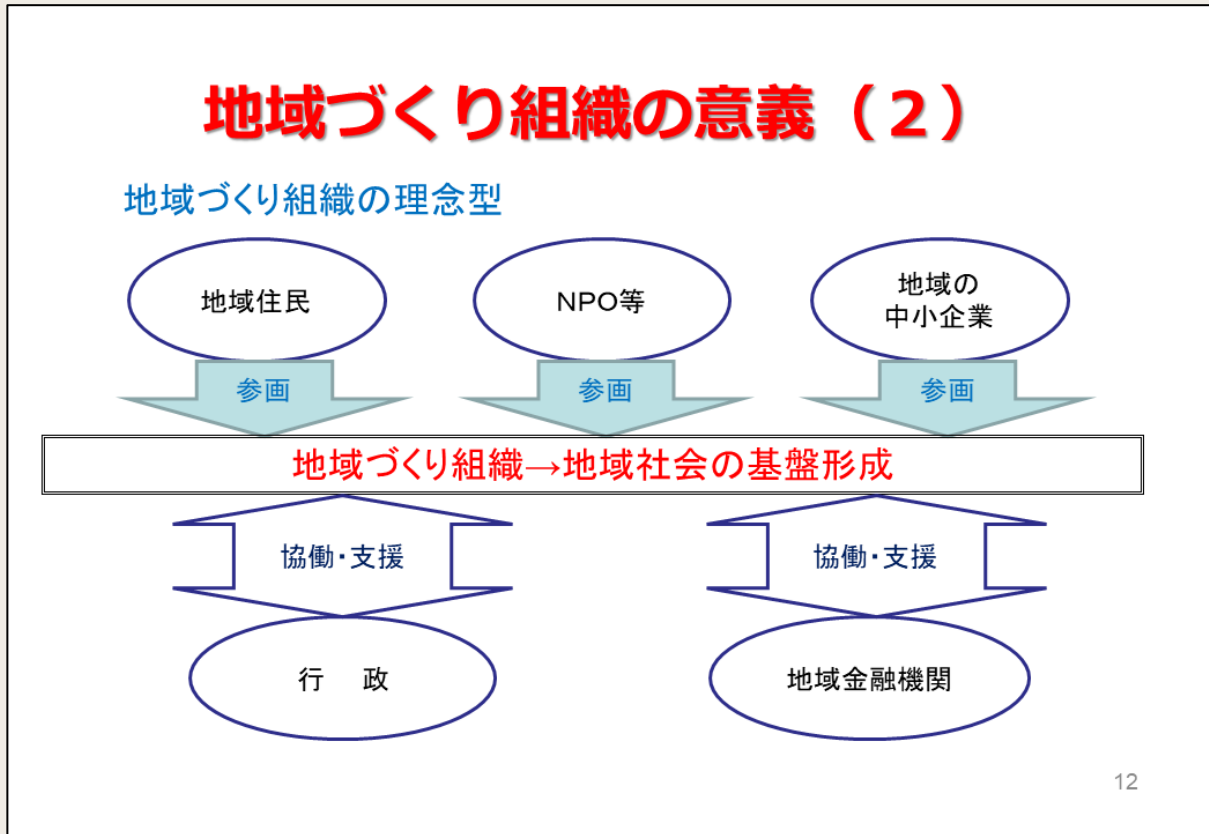 地域づくり組織の意義（２）
地域づくり組織の理念型
地域住民
NPO等
地域の
中小企業
参画
参画
参画
地域づくり組織→地域社会の基盤形成
協働・支援
協働・支援
行　政
地域金融機関
12